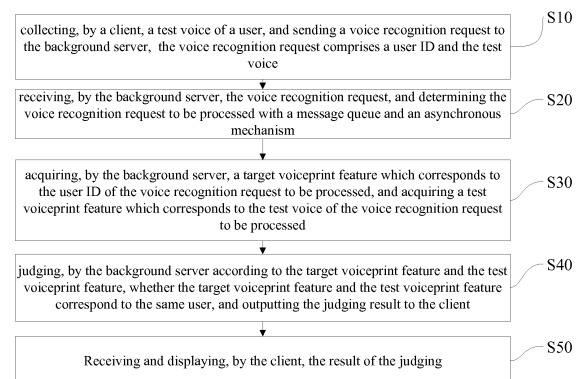 collecting, by a client, a test voice of a user, and sending a voice recognition request to
the background server, the voice recognition request comprises a user ID and the test
voice
S10
receiving, by the background server, the voice recognition request, and determining the
voice recognition request to be processed with a message queue and an asynchronous
mechanism
S20
acquiring, by the background server, a target voiceprint feature which corresponds to
the user ID of the voice recognition request to be processed, and acquiring a test
voiceprint feature which corresponds to the test voice of the voice recognition request
to be processed
S30
judging, by the background server according to the target voiceprint feature and the test
voiceprint feature, whether the target voiceprint feature and the test voiceprint feature
correspond to the same user, and outputting the judging result to the client
S40
Receiving and displaying, by the client, the result of the judging
S50